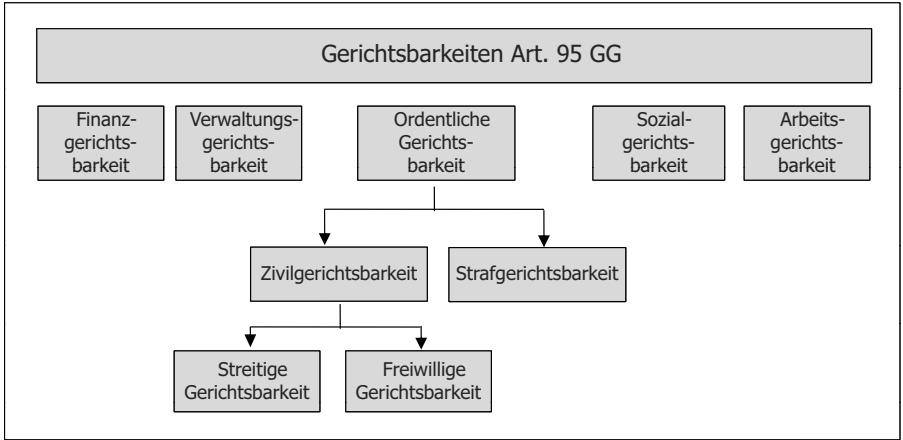 Gerichtsbarkeiten Art. 95 GG
Finanz-
gerichts-
barkeit
Verwaltungs-
gerichts-
barkeit
Ordentliche
Gerichts-
barkeit
Sozial-
gerichts-
barkeit
Arbeits-
gerichts-
barkeit
Zivilgerichtsbarkeit
Strafgerichtsbarkeit
Streitige
Gerichtsbarkeit
Freiwillige
Gerichtsbarkeit